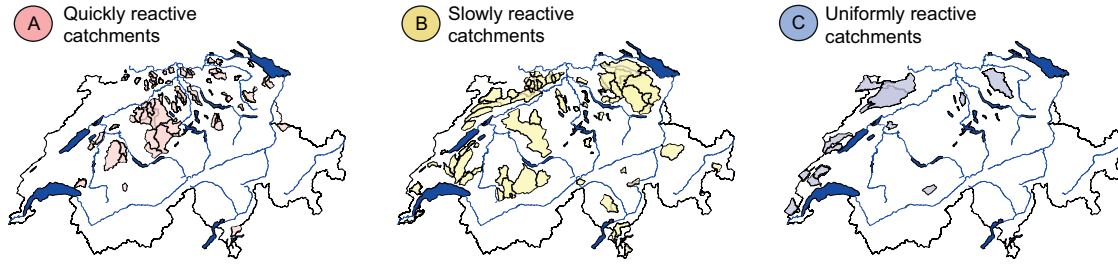 A
Quickly reactive
catchments
B
Slowly reactive
catchments
C
Uniformly reactive
catchments